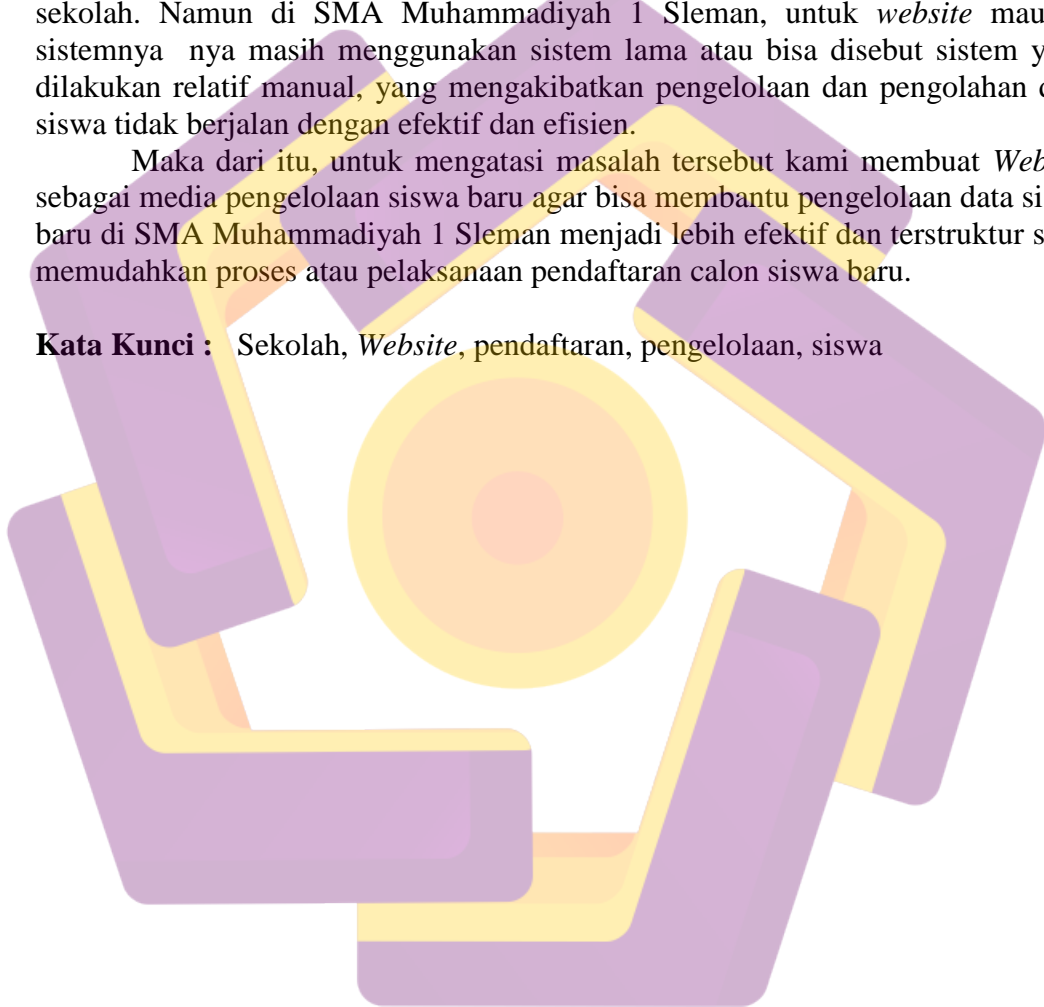 sekolah. Namun di SMA Muhammadiyah 1 Sleman, untuk website mau
sistemnya nya masih menggunakan sistem lama atau bisa disebut sistem y
dilakukan relatif manual, yang mengakibatkan pengelolaan dan pengolahan d
siswa tidak berjalan dengan efektif dan efisien.
Maka dari itu, untuk mengatasi masalah tersebut kami membuat Web
sebagai media pengelolaan siswa baru agar bisa membantu pengelolaan data si
baru di SMA Muhammadiyah 1 Sleman menjadi lebih efektif dan terstruktur s
memudahkan proses atau pelaksanaan pendaftaran calon siswa baru.
Kata Kunci : Sekolah, Website, pendaftaran, pengelolaan, siswa